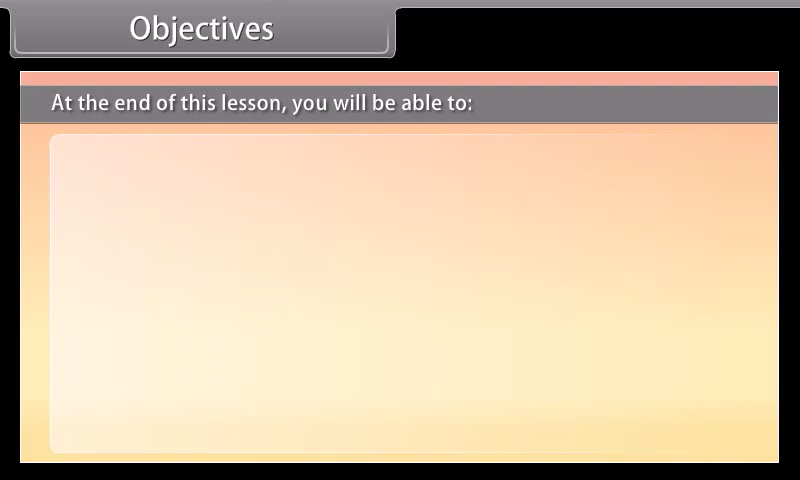 Objectives
At the end of this lesson, you will be able to: